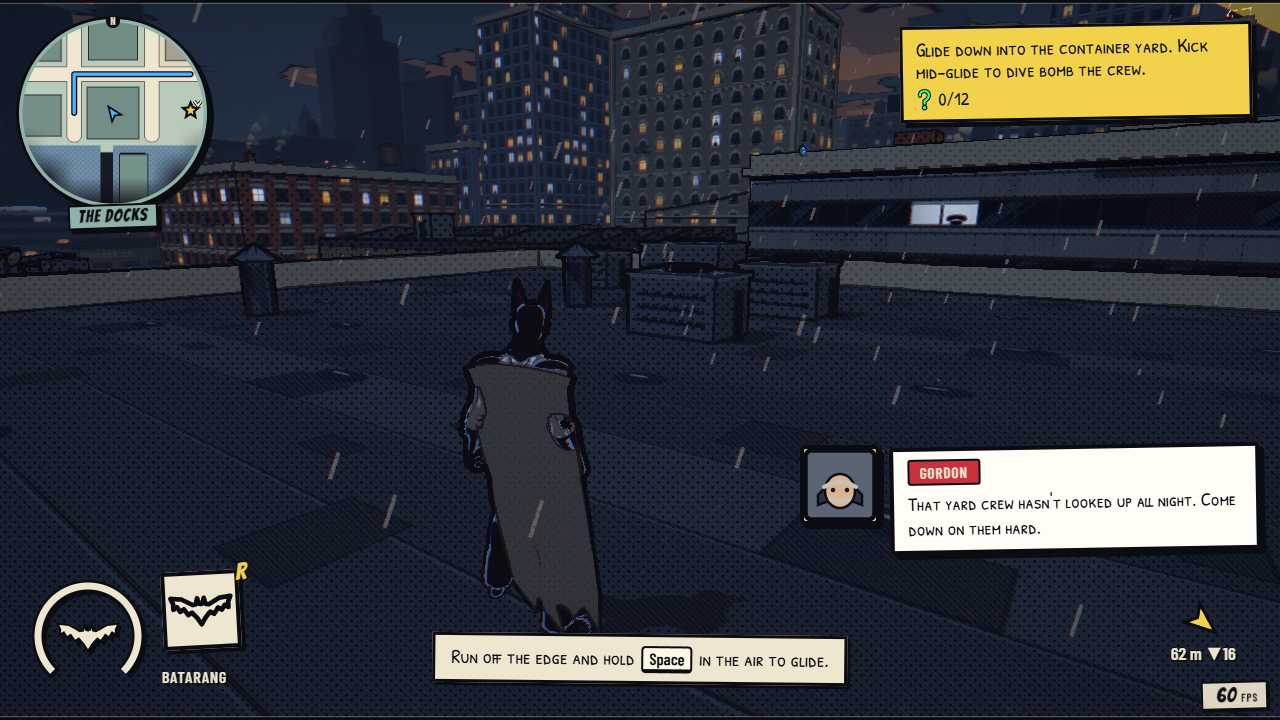 N
THE DOCKS
Glide down into the container yard. Kick
mid-glide to dive bomb the crew.
? 0/12
GORDON
That yard crew hasn't looked up all night. Come
down on them hard.
R
BATARANG
Run off the edge and hold Space in the air to glide.
62 m ▼16
60 FPS